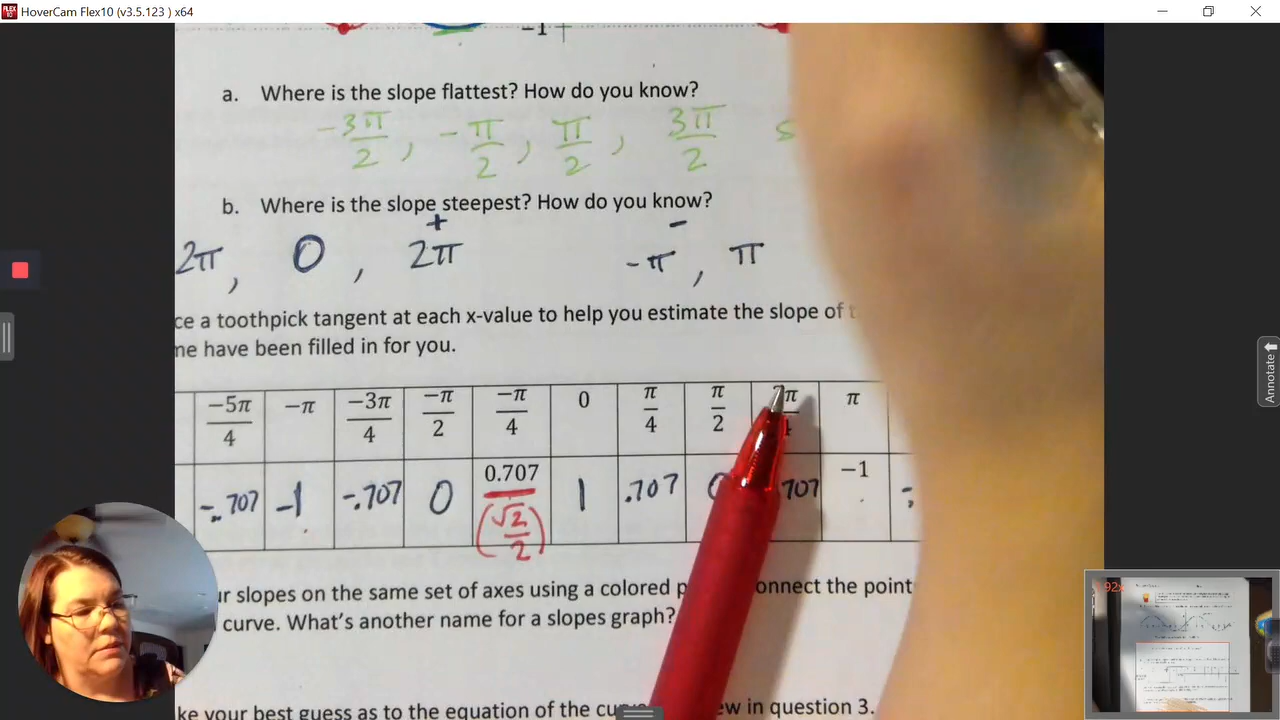 HoverCam Flex10 (v3.5.123 ) x64
-1
a. Where is the slope flattest? How do you know?
-3π/2, -π/2, π/2, 3π/2 s
b. Where is the slope steepest? How do you know?
+ -
2π, 0, 2π -π, π
ce a toothpick tangent at each x-value to help you estimate the slope of
me have been filled in for you.
-5π/4 -π -3π/4 -π/2 -π/4 0 π/4 π/2 π
-.707 -1 -.707 0 0.707 1 .707 0 707 -1
(√2/2)
ur slopes on the same set of axes using a colored p onnect the point
curve. What's another name for a slopes graph?
ke your best guess as to the equation of the cu ew in question 3.
Annotate
92x